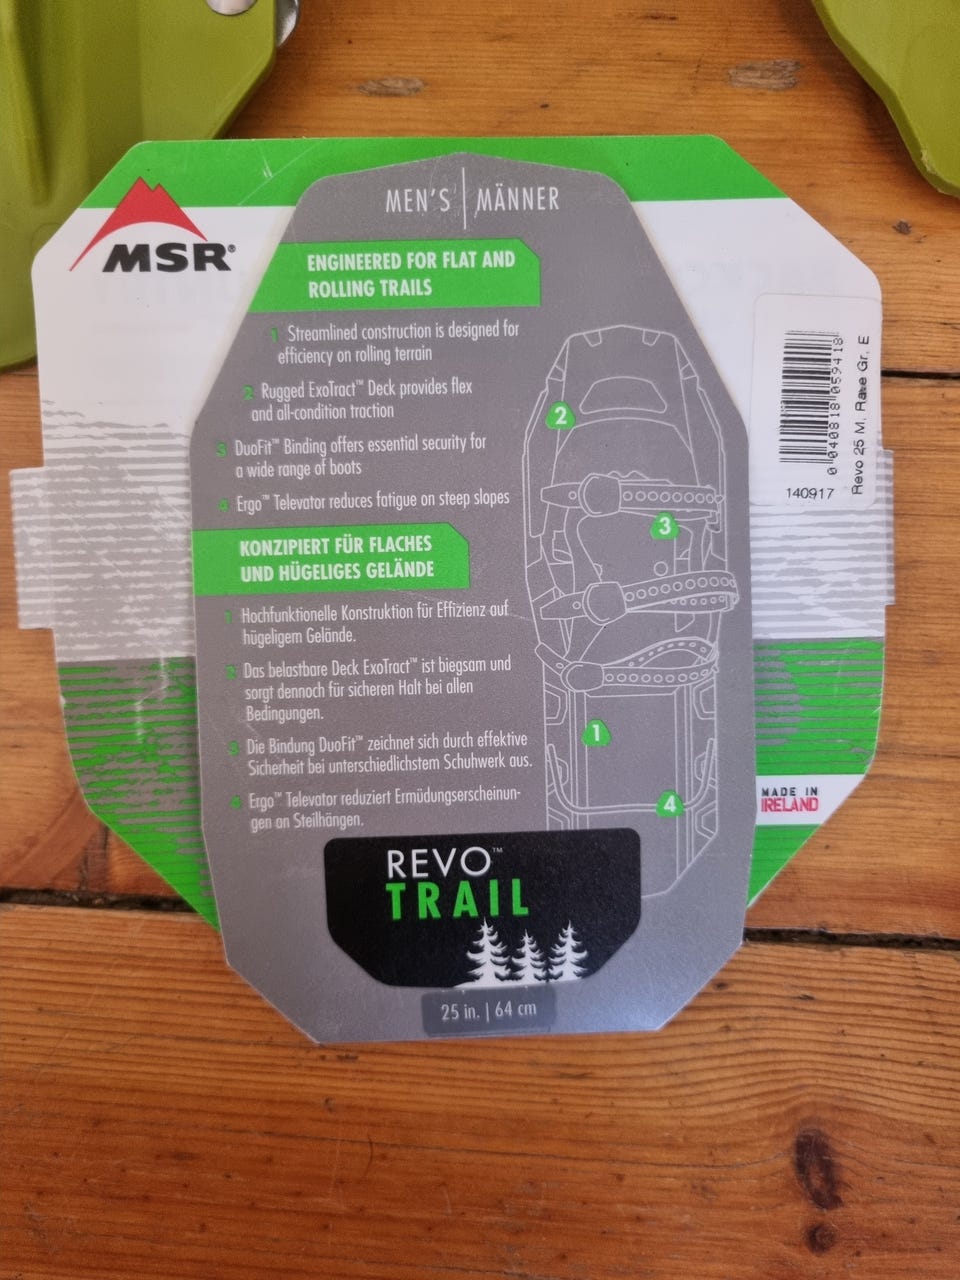 MSR®
MEN'S | MÄNNER
ENGINEERED FOR FLAT AND
ROLLING TRAILS
1 Streamlined construction is designed for
efficiency on rolling terrain
2 Rugged ExoTract™ Deck provides flex
and all-condition traction
3 DuoFit™ Binding offers essential security for
a wide range of boots
4 Ergo™ Televator reduces fatigue on steep slopes
KONZIPIERT FÜR FLACHES
UND HÜGELIGES GELÄNDE
1 Hochfunktionelle Konstruktion für Effizienz auf
hügeligem Gelände.
2 Das belastbare Deck ExoTract™ ist biegsam und
sorgt dennoch für sicheren Halt bei allen
Bedingungen.
3 Die Bindung DuoFit™ zeichnet sich durch effektive
Sicherheit bei unterschiedlichstem Schuhwerk aus.
4 Ergo™ Televator reduziert Ermüdungserscheinun-
gen an Steilhängen.
2
3
1
4
REVO™
TRAIL
25 in. | 64 cm
0 040818 059418
Revo 25 M, Rave Gr, E
140917
MADE IN
IRELAND